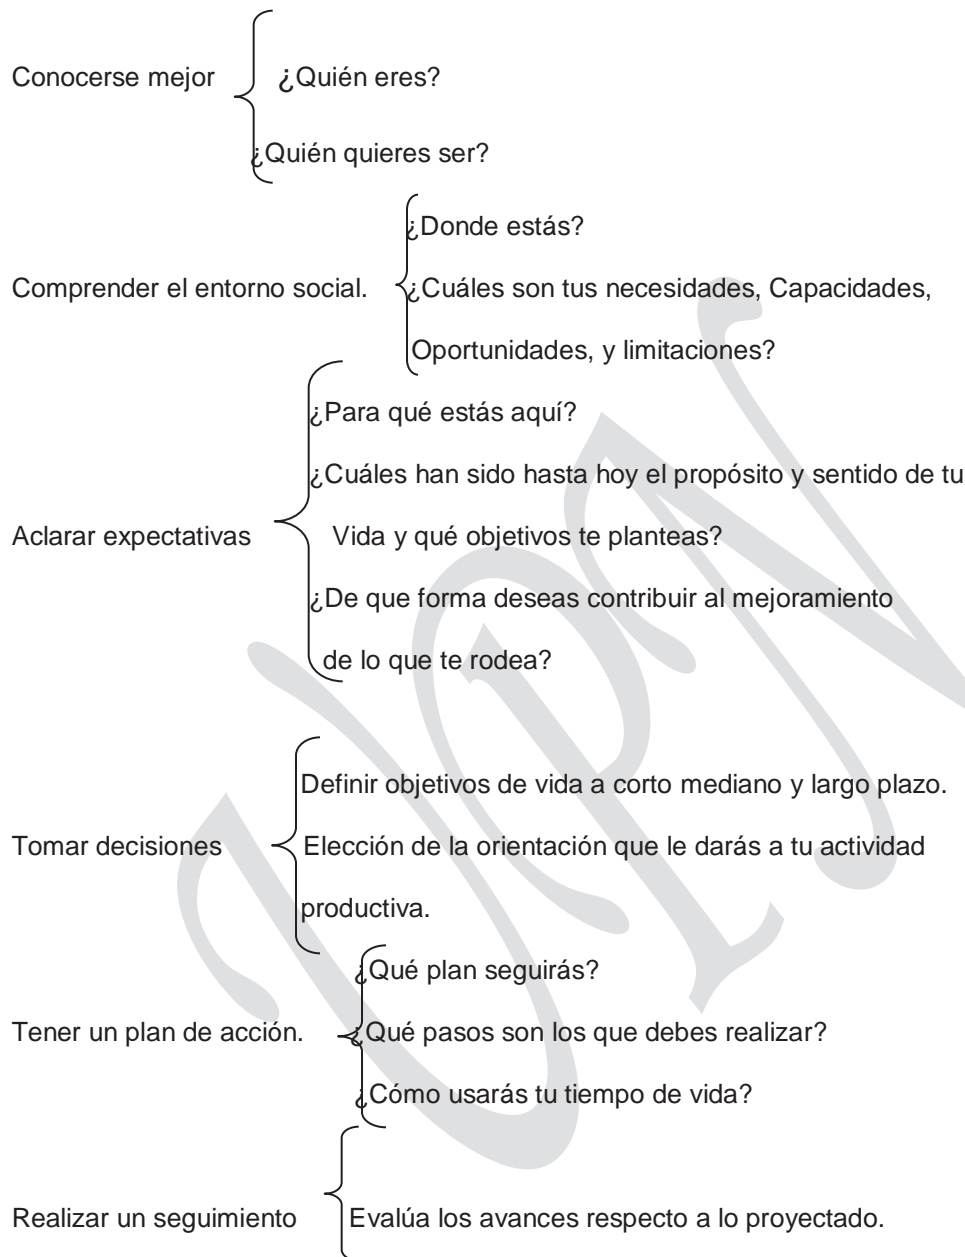 ¿Quién eres?
Conocerse mejor
¿Quién quieres ser?
¿Donde estás?
Comprender el entorno social.
¿Cuáles son tus necesidades, Capacidades,
Oportunidades, y limitaciones?
¿Para qué estás aquí?
¿Cuáles han sido hasta hoy el propósito y sentido de tu
Aclarar expectativas
Vida y qué objetivos te planteas?
¿De que forma deseas contribuir al mejoramiento
de lo que te rodea?
Definir objetivos de vida a corto mediano y largo plazo.
Tomar decisiones
Elección de la orientación que le darás a tu actividad
productiva.
¿Qué plan seguirás?
Tener un plan de acción.
¿Qué pasos son los que debes realizar?
¿Cómo usarás tu tiempo de vida?
Realizar un seguimiento
Evalúa los avances respecto a lo proyectado.
UPN